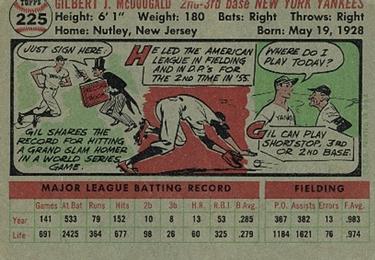 TOPPS
225
GILBERT J. McDOUGALD 2nd-3rd base NEW YORK YANKEES
Height: 6' 1" Weight: 180 Bats: Right Throws: Right
Home: Nutley, New Jersey Born: May 19, 1928
JUST SIGN HERE!
RECORD BOOK
GIL SHARES THE
RECORD FOR HITTING
A GRAND SLAM HOMER
IN A WORLD SERIES
GAME.
HE LED THE AMERICAN
LEAGUE IN FIELDING
AND IN D.P.'s FOR
THE 2ND TIME IN '55.
WHERE DO I
PLAY TODAY?
YANKS
GIL CAN PLAY
SHORTSTOP, 3RD
OR 2ND BASE.
MAJOR LEAGUE BATTING RECORD FIELDING
Games At Bat Runs Hits 2b 3b H.R. R.B.I. B.Avg. P.O. Assists Errors F.Avg.
Year 141 533 79 152 10 8 13 53 .285 367 382 13 .983
Life 691 2425 364 677 98 26 60 325 .279 1184 1621 76 .974